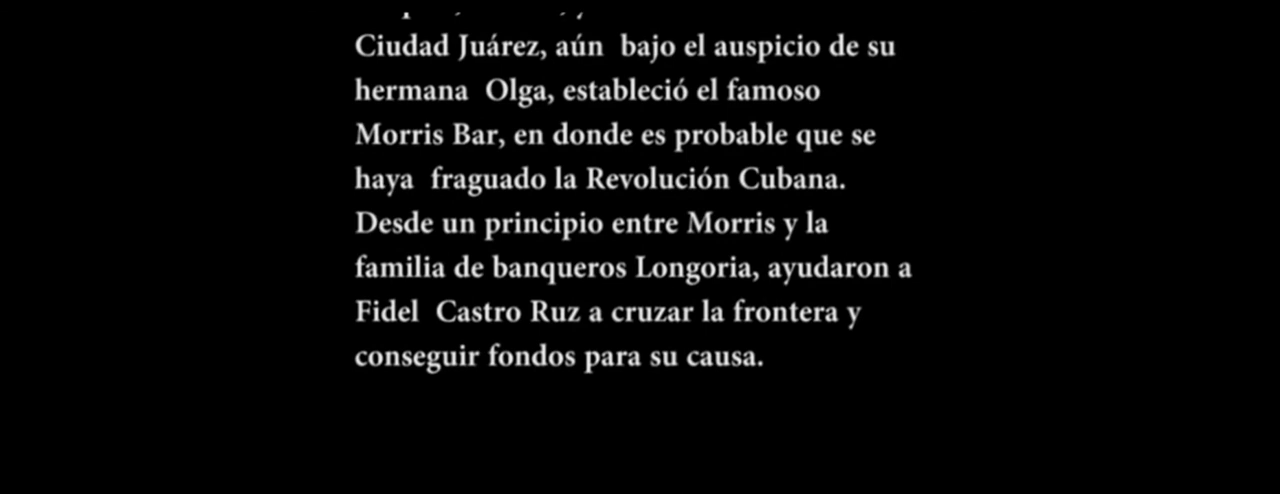 Ciudad Juárez, aún  bajo el auspicio de su
hermana  Olga, estableció el famoso
Morris Bar, en donde es probable que se
haya  fraguado la Revolución Cubana.
Desde un principio entre Morris y la
familia de banqueros Longoria, ayudaron a
Fidel  Castro Ruz a cruzar la frontera y
conseguir fondos para su causa.